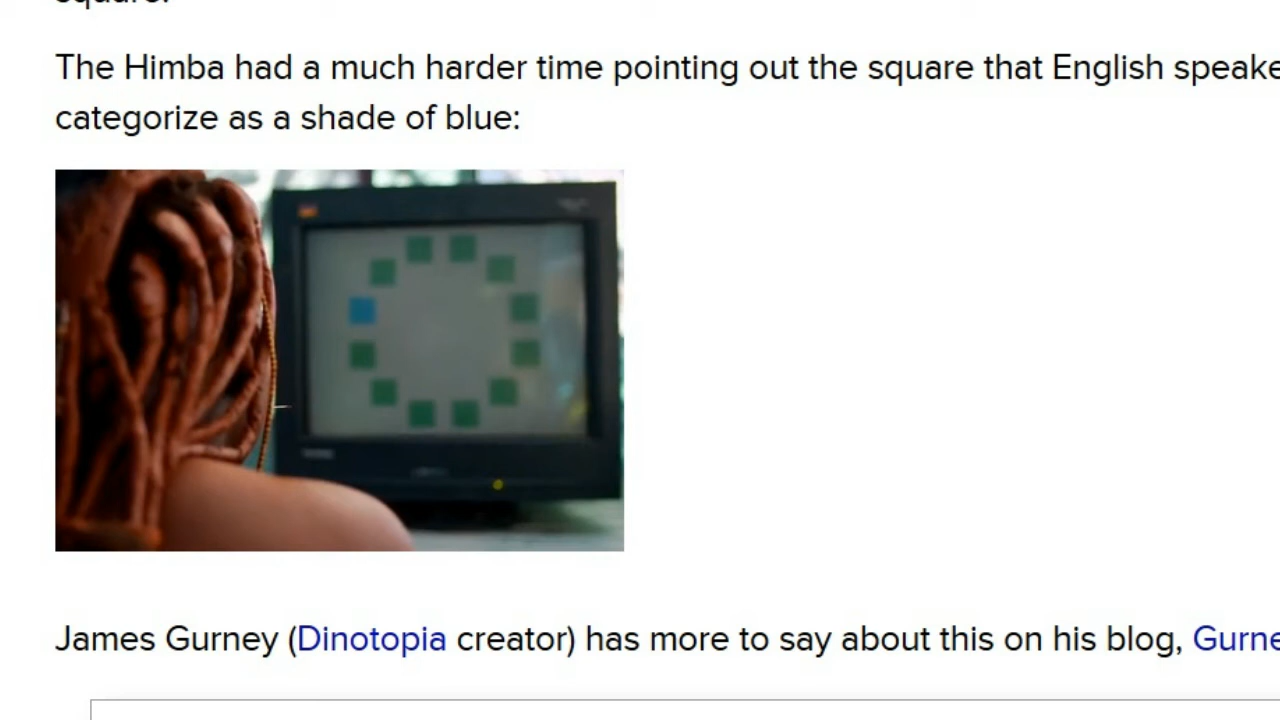 The Himba had a much harder time pointing out the square that English speake
categorize as a shade of blue:
James Gurney (Dinotopia creator) has more to say about this on his blog, Gurne